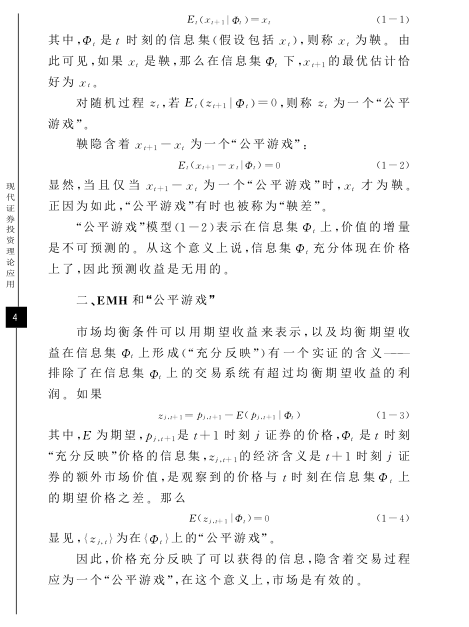 E_t(x_{t+1}|Φ_t)=x_t (1-1)
其中,Φ_t 是 t 时刻的信息集(假设包括 x_t),则称 x_t 为鞅。由
此可见,如果 x_t 是鞅,那么在信息集 Φ_t 下,x_{t+1}的最优估计恰
好为 x_t。
对随机过程 z_t,若 E_t(z_{t+1}|Φ_t)=0,则称 z_t 为一个“公平
游戏”。
鞅隐含着 x_{t+1}-x_t 为一个“公平游戏”:
E_t(x_{t+1}-x_t|Φ_t)=0 (1-2)
显然,当且仅当 x_{t+1}-x_t 为一个“公平游戏”时,x_t 才为鞅。
正因为如此,“公平游戏”有时也被称为“鞅差”。
“公平游戏”模型(1-2)表示在信息集 Φ_t 上,价值的增量
是不可预测的。从这个意义上说,信息集 Φ_t 充分体现在价格
上了,因此预测收益是无用的。
二、EMH 和“公平游戏”
市场均衡条件可以用期望收益来表示,以及均衡期望收
益在信息集 Φ_t 上形成(“充分反映”)有一个实证的含义——
排除了在信息集 Φ_t 上的交易系统有超过均衡期望收益的利
润。如果
z_{j,t+1}=p_{j,t+1}-E(p_{j,t+1}|Φ_t) (1-3)
其中,E 为期望,p_{j,t+1}是 t+1 时刻 j 证券的价格,Φ_t 是 t 时刻
“充分反映”价格的信息集,z_{j,t+1}的经济含义是 t+1 时刻 j 证
券的额外市场价值,是观察到的价格与 t 时刻在信息集 Φ_t 上
的期望价格之差。那么
E(z_{j,t+1}|Φ_t)=0 (1-4)
显见,{z_{j,t}}为在{Φ_t}上的“公平游戏”。
因此,价格充分反映了可以获得的信息,隐含着交易过程
应为一个“公平游戏”,在这个意义上,市场是有效的。
现代证券投资理论应用
4